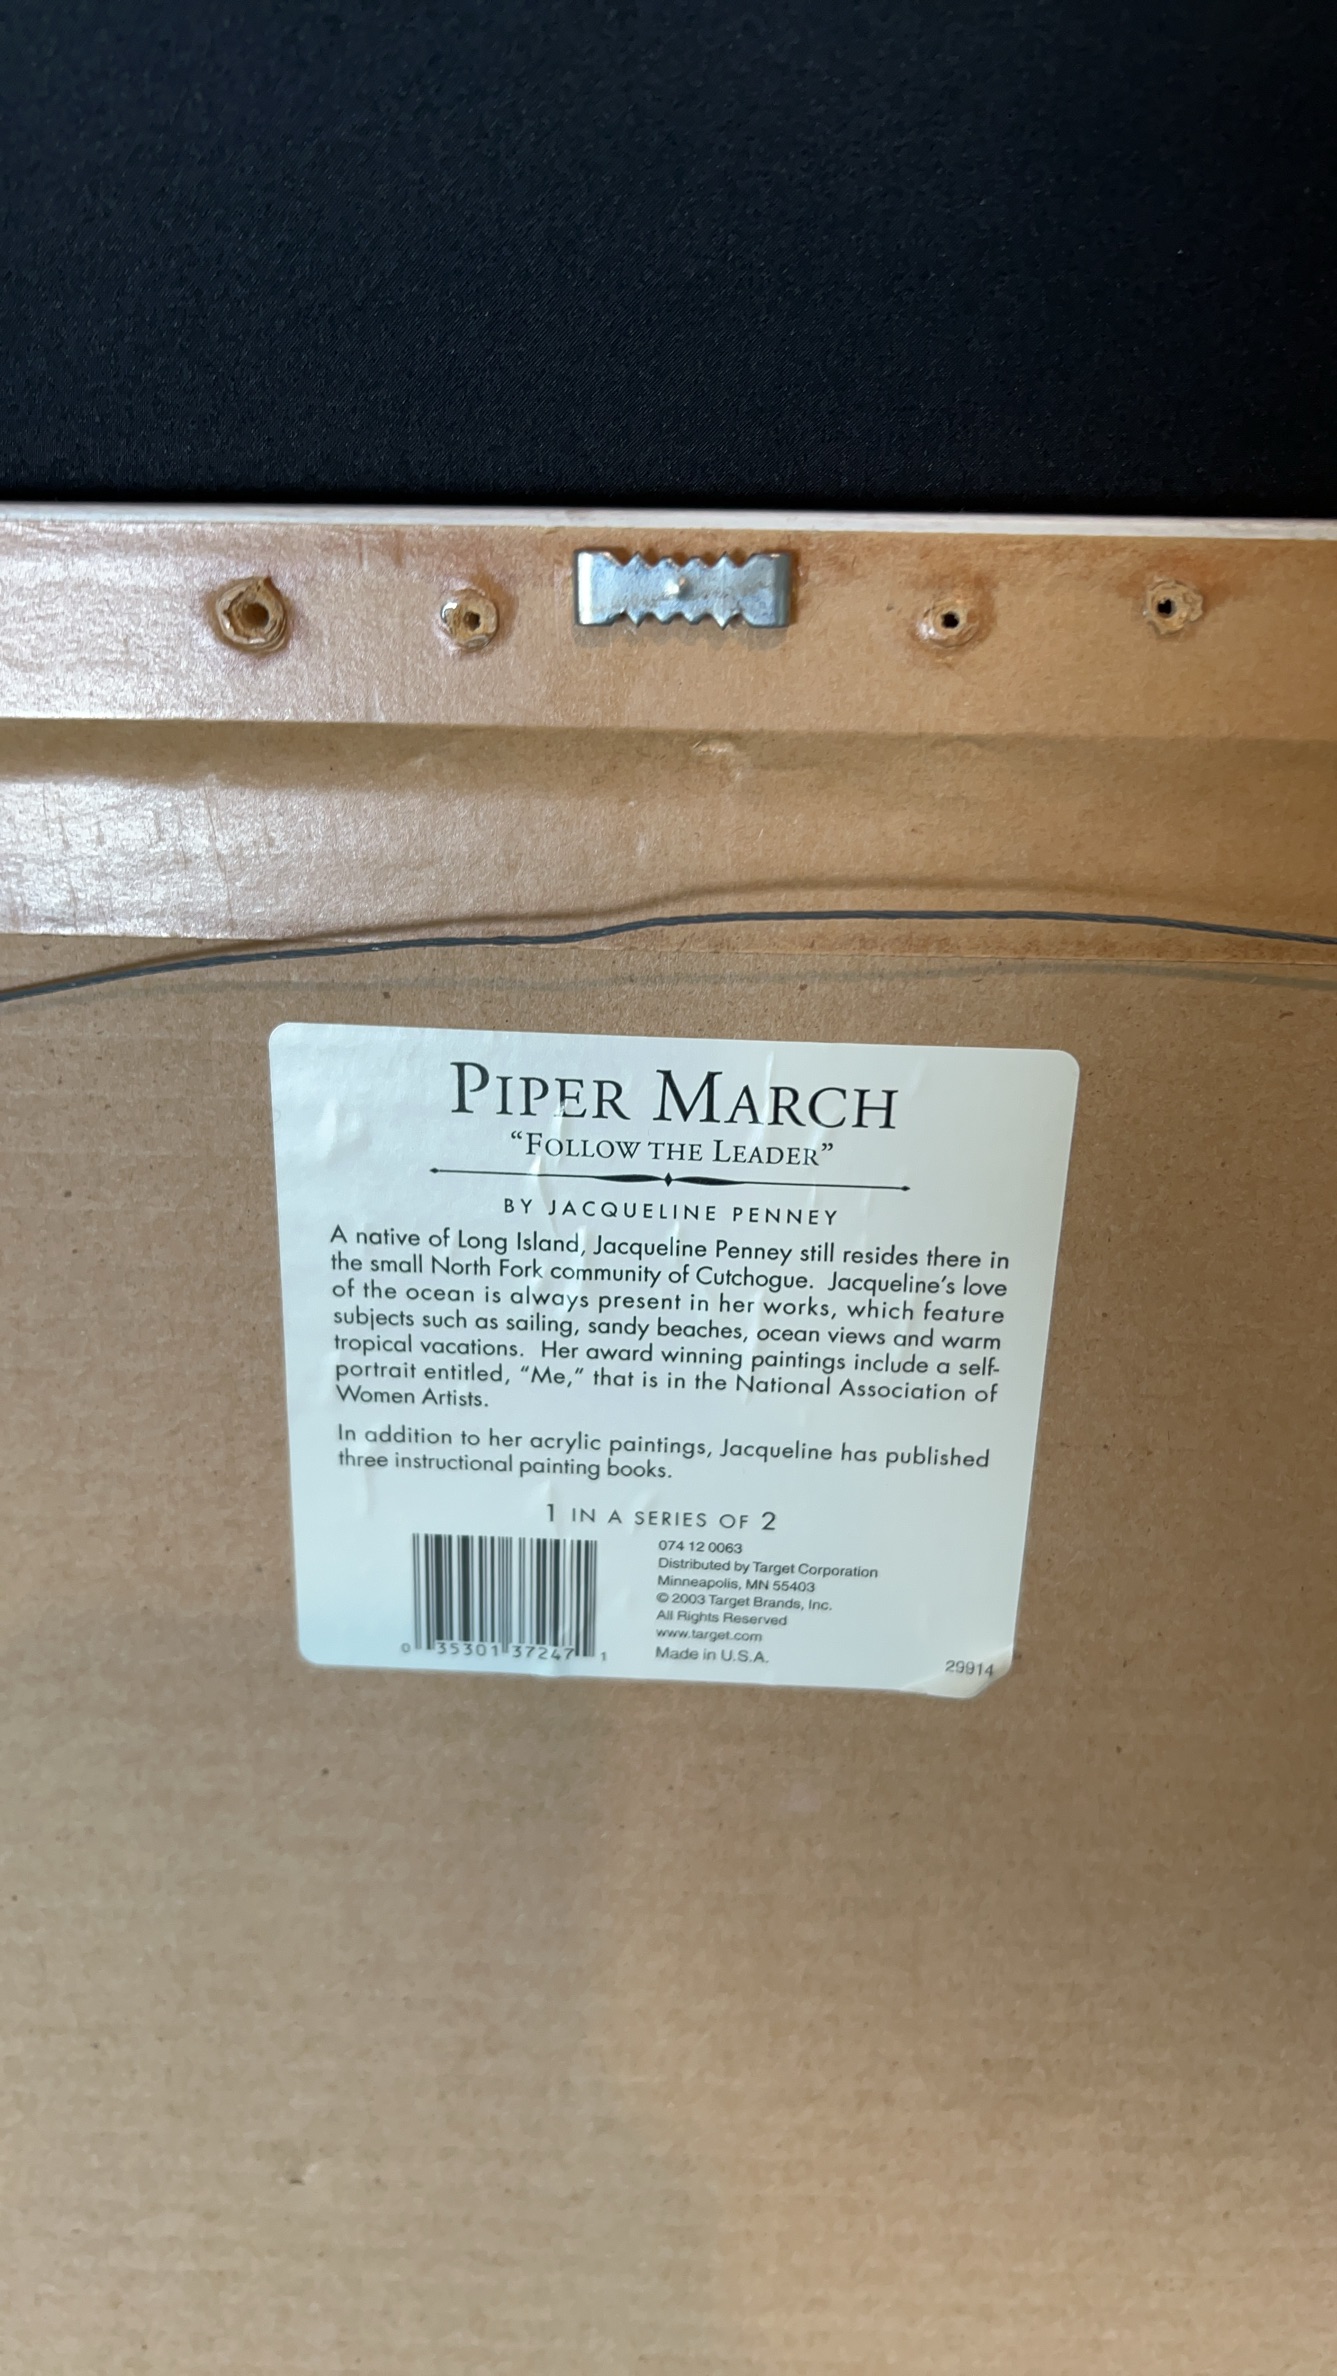 PIPER MARCH
“FOLLOW THE LEADER”
BY JACQUELINE PENNEY
A native of Long Island, Jacqueline Penney still resides there in
the small North Fork community of Cutchogue. Jacqueline's love
of the ocean is always present in her works, which feature
subjects such as sailing, sandy beaches, ocean views and warm
tropical vacations. Her award winning paintings include a self-
portrait entitled, “Me,” that is in the National Association of
Women Artists.
In addition to her acrylic paintings, Jacqueline has published
three instructional painting books.
1 IN A SERIES OF 2
074 12 0063
Distributed by Target Corporation
Minneapolis, MN 55403
© 2003 Target Brands, Inc.
All Rights Reserved
www.target.com
Made in U.S.A.
0 35301 37247 1
29914